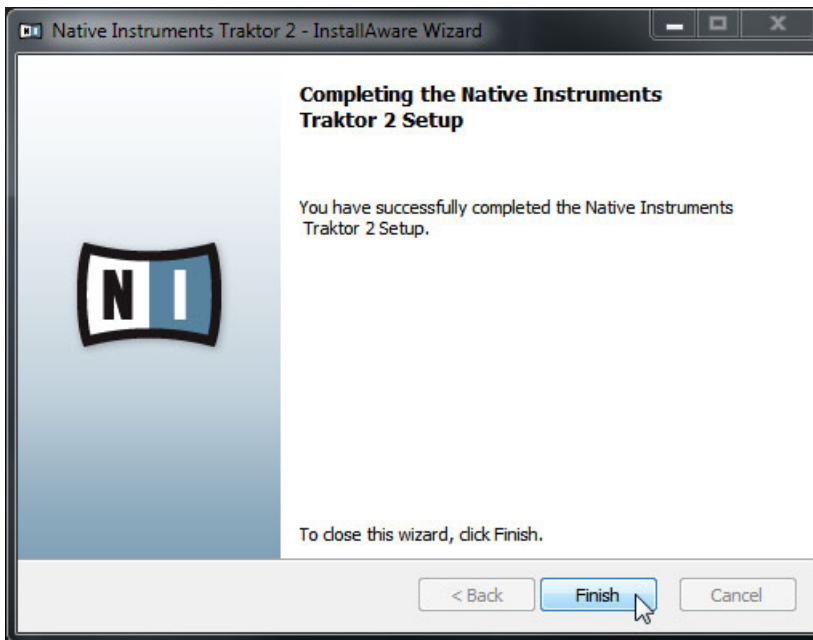 Native Instruments Traktor 2 - InstallAware Wizard
Completing the Native Instruments
Traktor 2 Setup
You have successfully completed the Native Instruments
Traktor 2 Setup.
NI
To close this wizard, click Finish.
< Back Finish Cancel